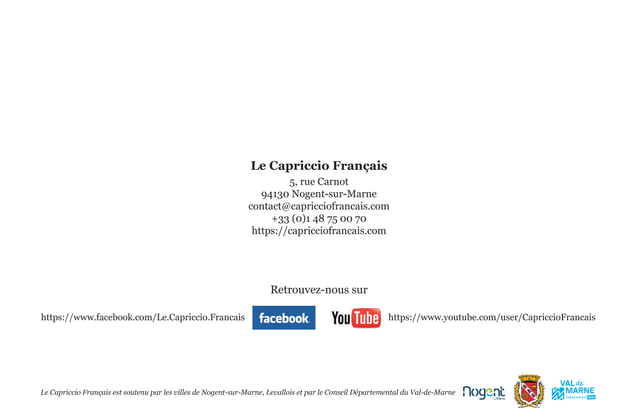 Le Capriccio Français
5, rue Carnot
94130 Nogent-sur-Marne
contact@capricciofrancais.com
+33 (0)1 48 75 00 70
https://capricciofrancais.com
Retrouvez-nous sur
https://www.facebook.com/Le.Capriccio.Francais
facebook
YouTube
https://www.youtube.com/user/CapriccioFrancais
Le Capriccio Français est soutenu par les villes de Nogent-sur-Marne, Levallois et par le Conseil Départemental du Val-de-Marne
Nogent
VAL de
MARNE